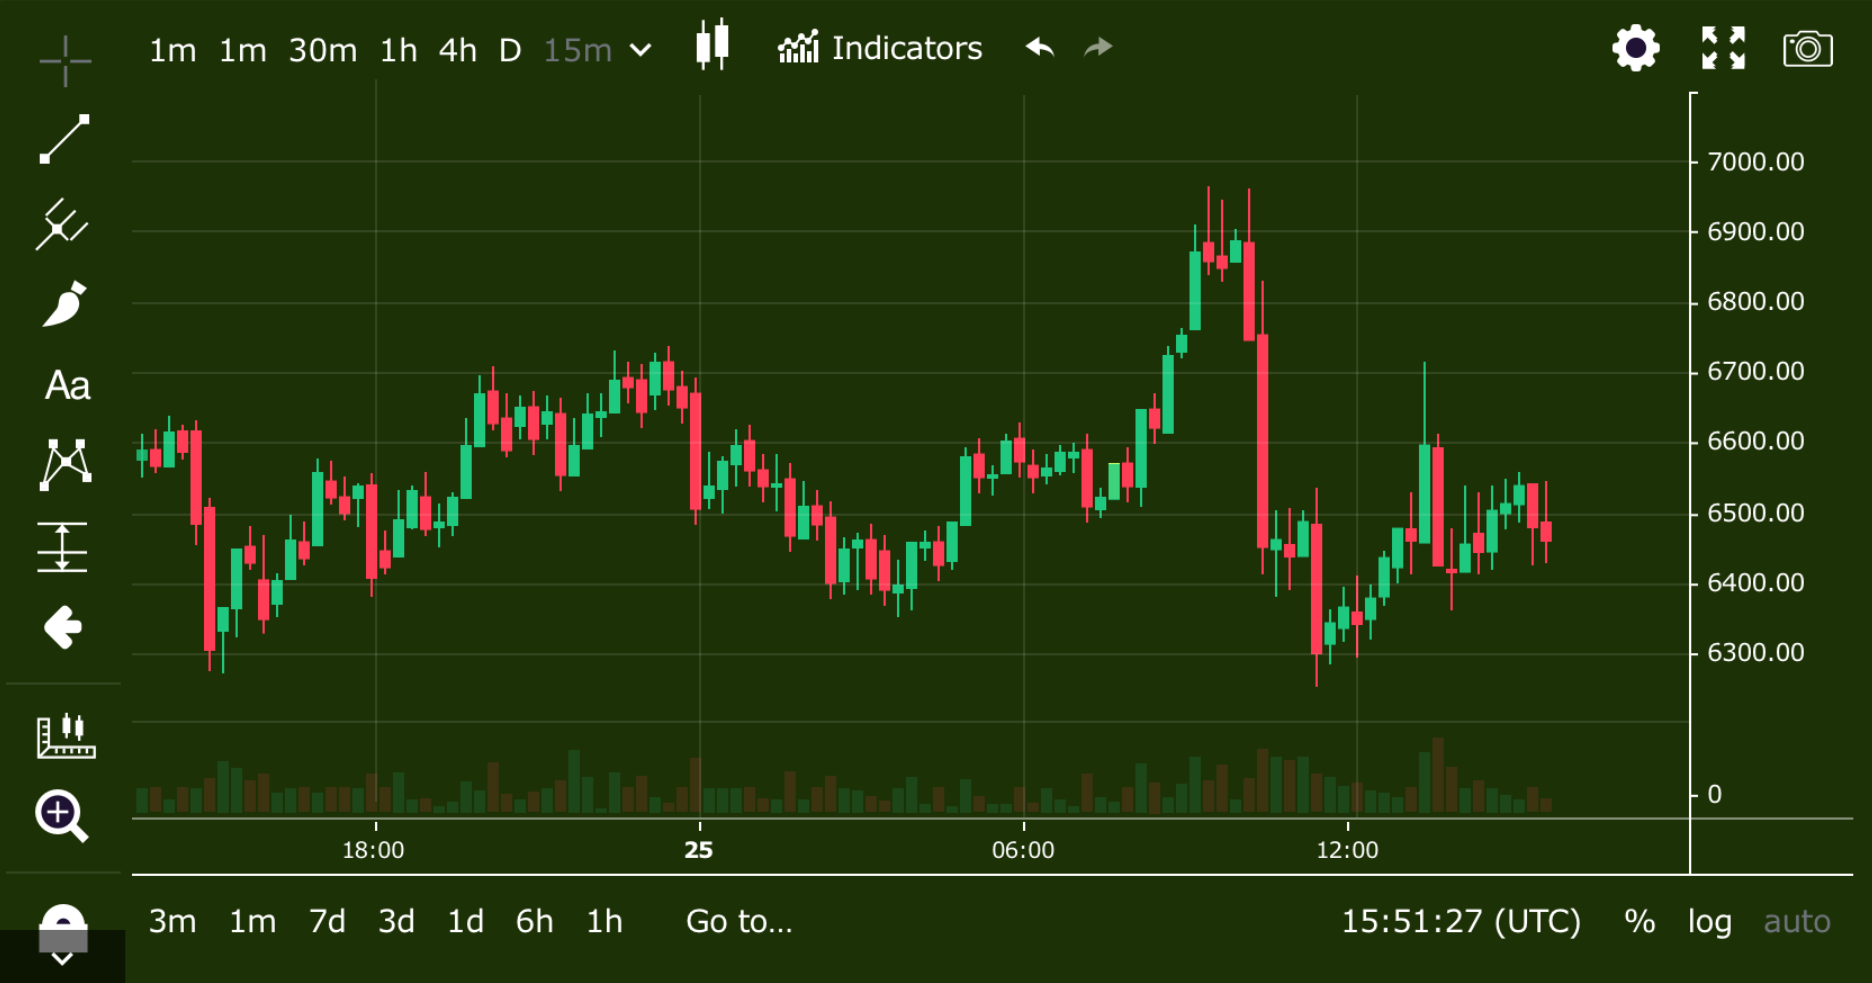 1m 1m 30m 1h 4h D 15m Indicators
Aa
7000.00
6900.00
6800.00
6700.00
6600.00
6500.00
6400.00
6300.00
0
18:00 25 06:00 12:00
3m 1m 7d 3d 1d 6h 1h Go to... 15:51:27 (UTC) % log auto